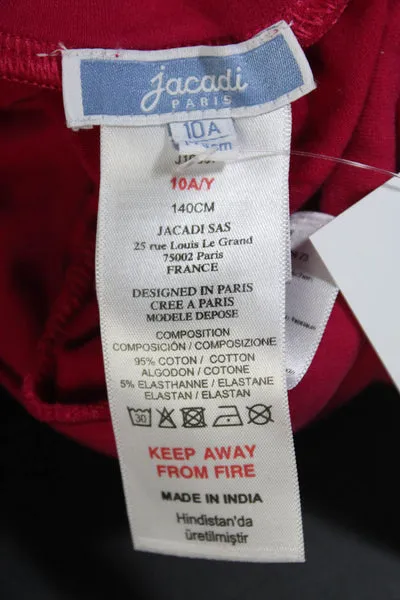 jacadi
PARIS
10A
10A/Y
140CM
JACADI SAS
25 rue Louis Le Grand
75002 Paris
FRANCE
DESIGNED IN PARIS
CREE A PARIS
MODELE DEPOSE
COMPOSITION
COMPOSICIÓN / COMPOSIZIONE
95% COTON / COTTON
ALGODON / COTONE
5% ELASTHANNE / ELASTANE
ELASTAN / ELASTAN
30
KEEP AWAY
FROM FIRE
MADE IN INDIA
Hindistan'da
üretilmiştir